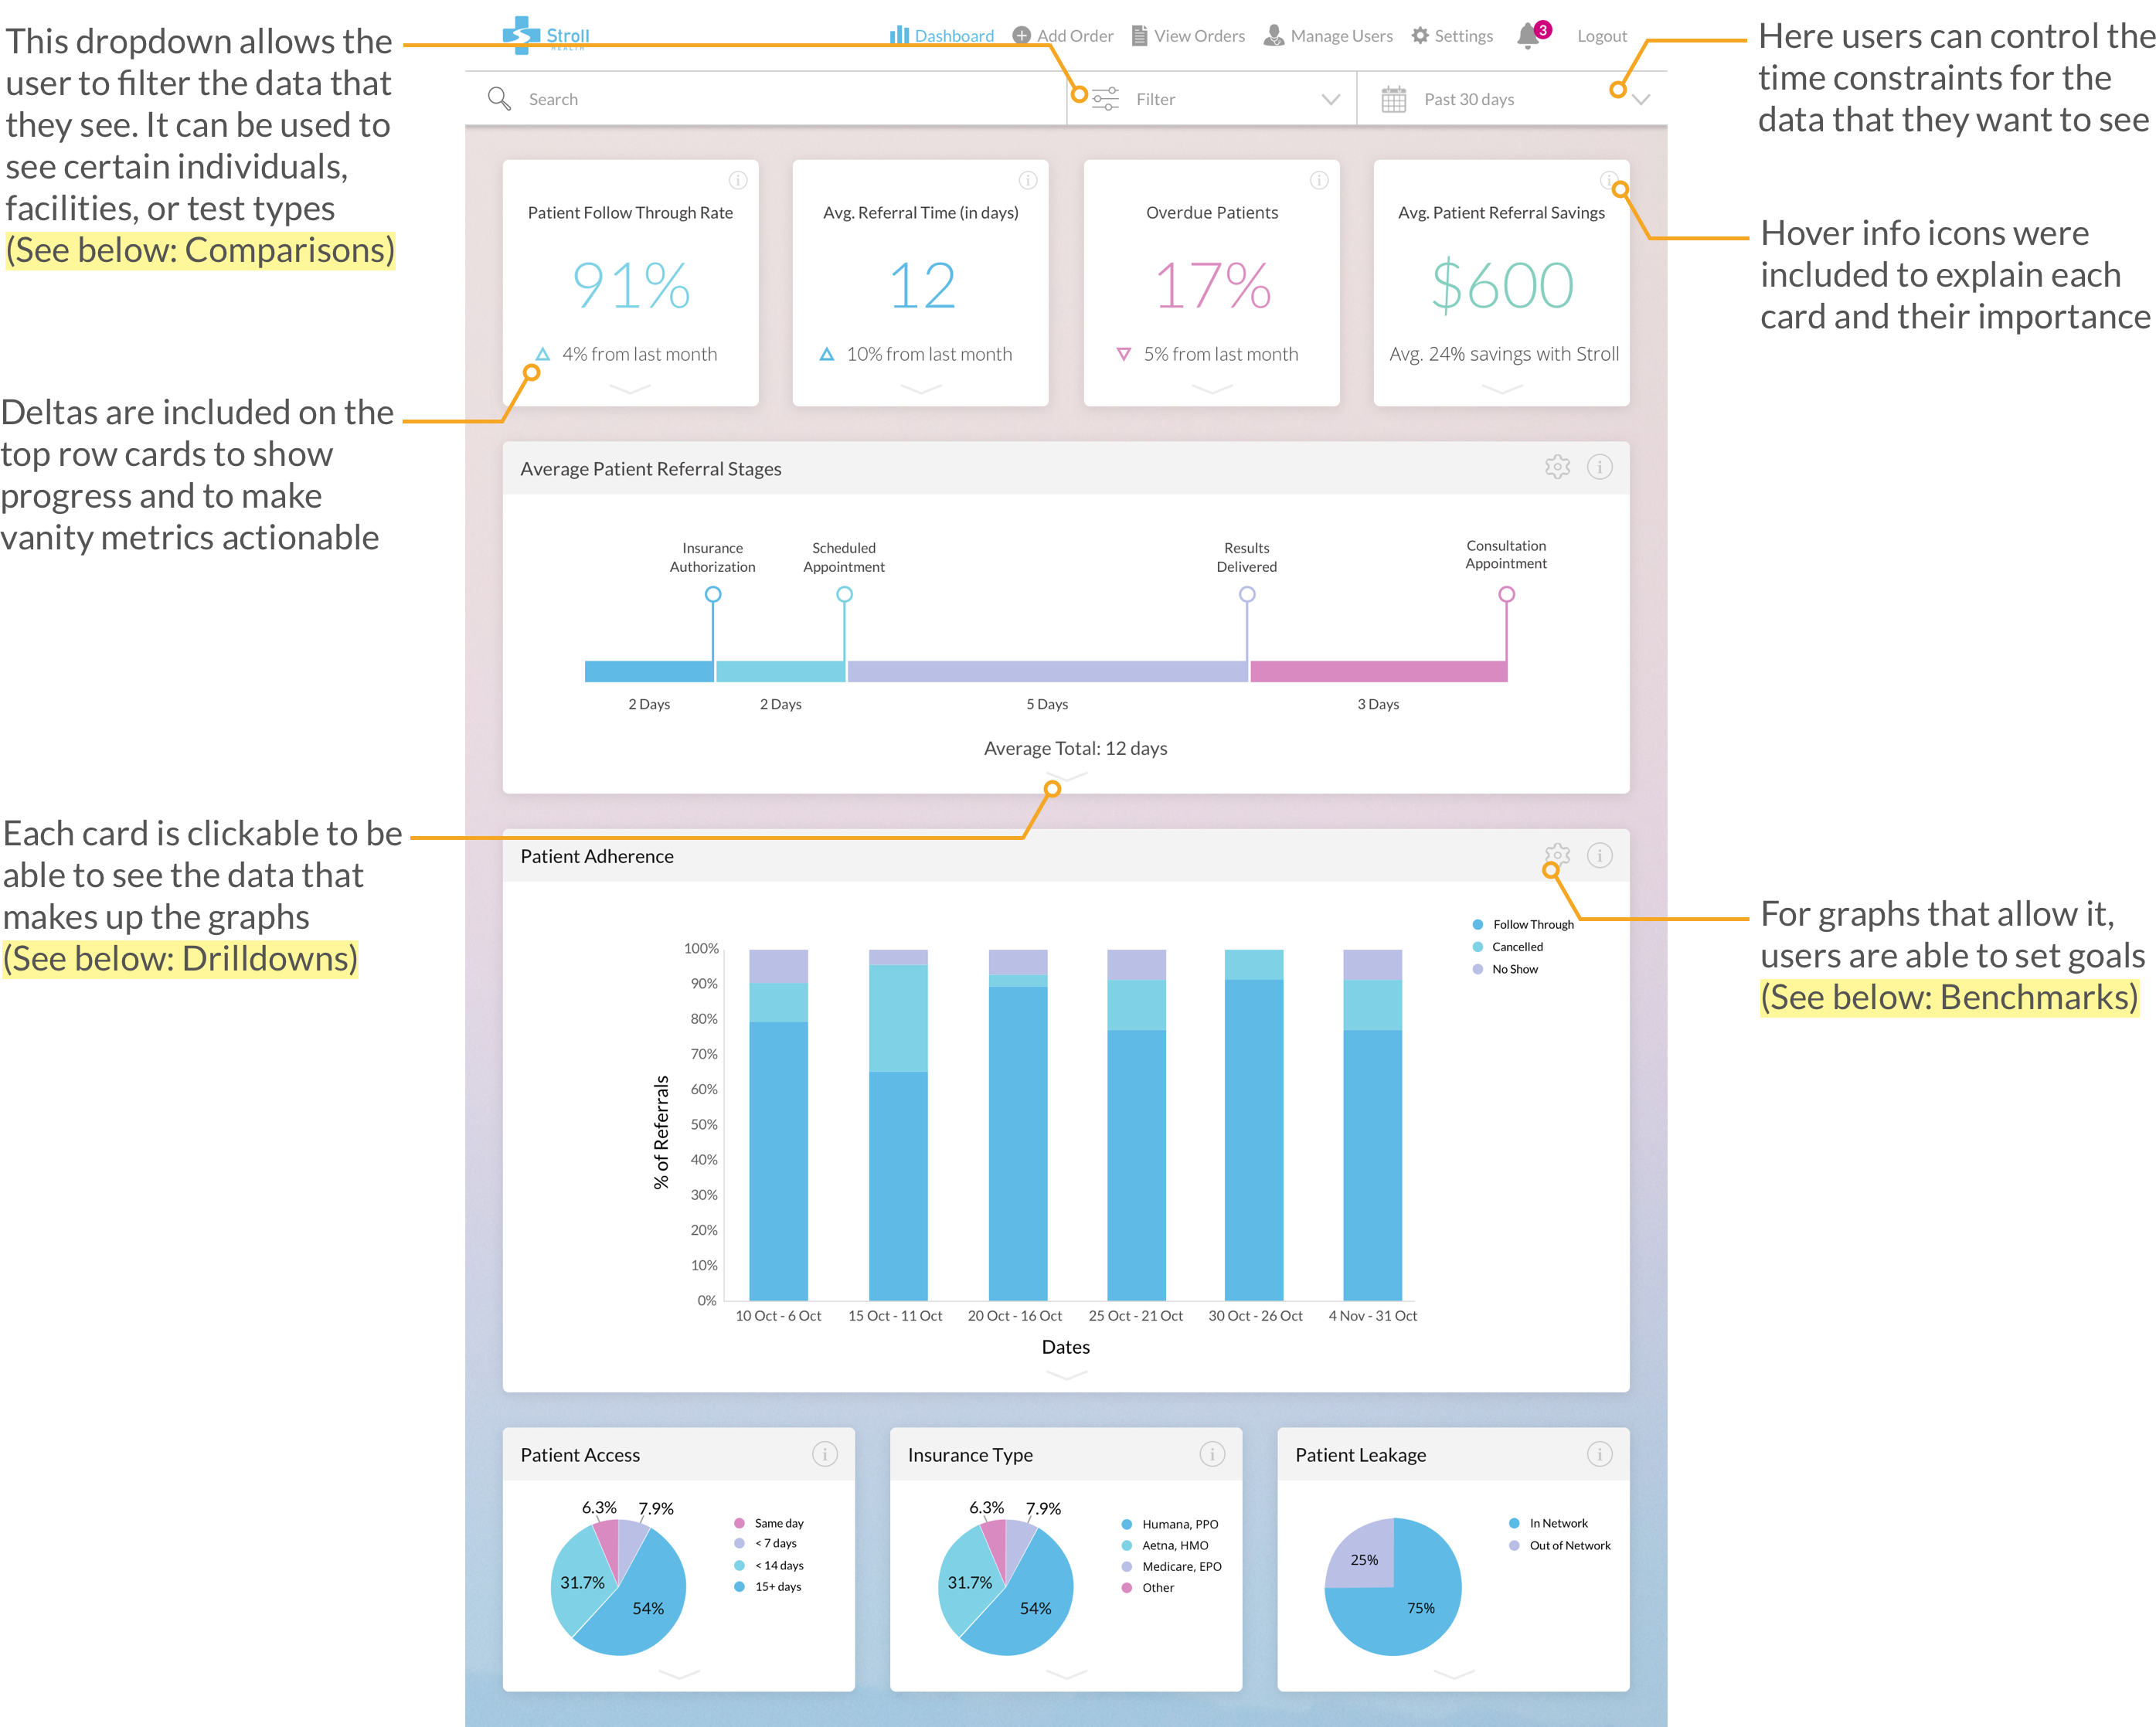 This dropdown allows the
user to filter the data that
they see. It can be used to
see certain individuals,
facilities, or test types
(See below: Comparisons)
Deltas are included on the
top row cards to show
progress and to make
vanity metrics actionable
Each card is clickable to be
able to see the data that
makes up the graphs
(See below: Drilldowns)
Stroll
HEALTH
Dashboard
Add Order
View Orders
Manage Users
Settings
3
Logout
Search
Filter
Past 30 days
Patient Follow Through Rate
91%
4% from last month
Avg. Referral Time (in days)
12
10% from last month
Overdue Patients
17%
5% from last month
Avg. Patient Referral Savings
$600
Avg. 24% savings with Stroll
Average Patient Referral Stages
Insurance
Authorization
Scheduled
Appointment
Results
Delivered
Consultation
Appointment
2 Days
2 Days
5 Days
3 Days
Average Total: 12 days
Patient Adherence
Follow Through
Cancelled
No Show
100%
90%
80%
70%
60%
50%
40%
30%
20%
10%
0%
% of Referrals
10 Oct - 6 Oct
15 Oct - 11 Oct
20 Oct - 16 Oct
25 Oct - 21 Oct
30 Oct - 26 Oct
4 Nov - 31 Oct
Dates
Patient Access
6.3%
7.9%
31.7%
54%
Same day
< 7 days
< 14 days
15+ days
Insurance Type
6.3%
7.9%
31.7%
54%
Humana, PPO
Aetna, HMO
Medicare, EPO
Other
Patient Leakage
25%
75%
In Network
Out of Network
Here users can control the
time constraints for the
data that they want to see
Hover info icons were
included to explain each
card and their importance
For graphs that allow it,
users are able to set goals
(See below: Benchmarks)